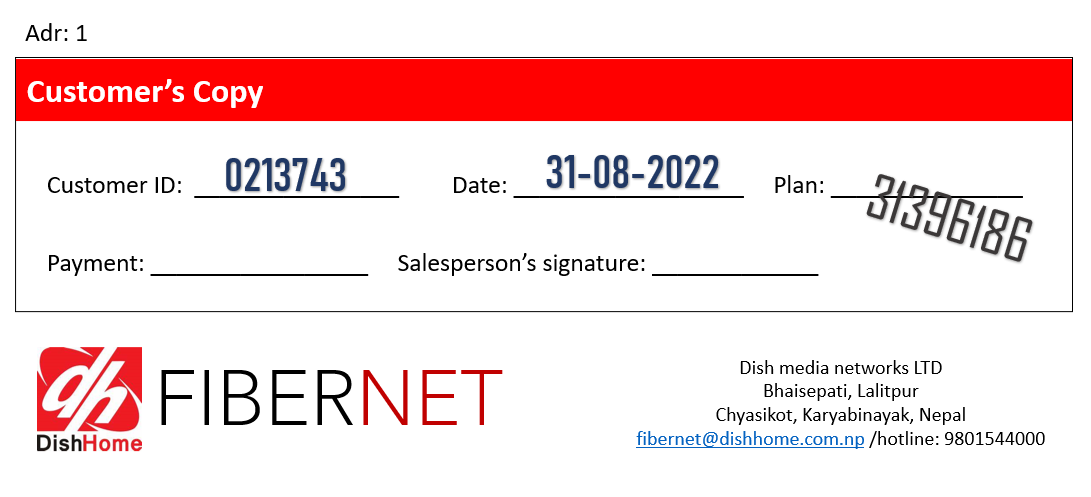 Adr: 1
Customer's Copy
Customer ID: 0213743 Date: 31-08-2022 Plan: 31396186
Payment: Salesperson's signature:
dh
DishHome
FIBERNET
Dish media networks LTD
Bhaisepati, Lalitpur
Chyasikot, Karyabinayak, Nepal
fibernet@dishhome.com.np /hotline: 9801544000